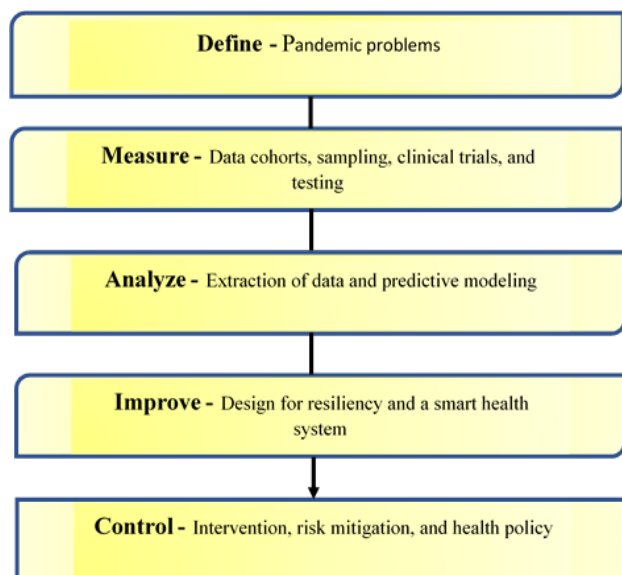 Define - Pandemic problems
Measure - Data cohorts, sampling, clinical trials, and
testing
Analyze - Extraction of data and predictive modeling
Improve - Design for resiliency and a smart health
system
Control - Intervention, risk mitigation, and health policy